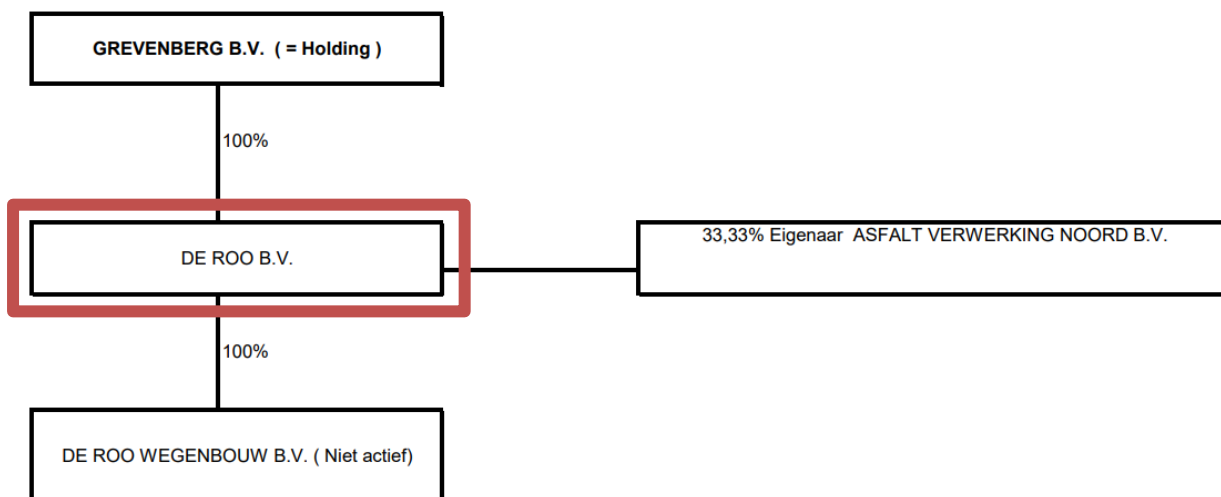 GREVENBERG B.V. ( = Holding )
100%
DE ROO B.V.
33,33% Eigenaar ASFALT VERWERKING NOORD B.V.
100%
DE ROO WEGENBOUW B.V. ( Niet actief)